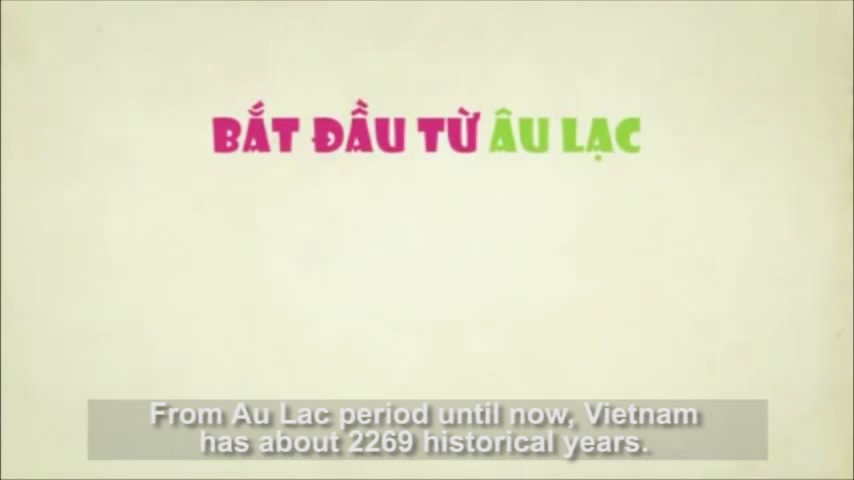 BẮT ĐẦU TỪ ÂU LẠC
From Au Lac period until now, Vietnam
has about 2269 historical years.